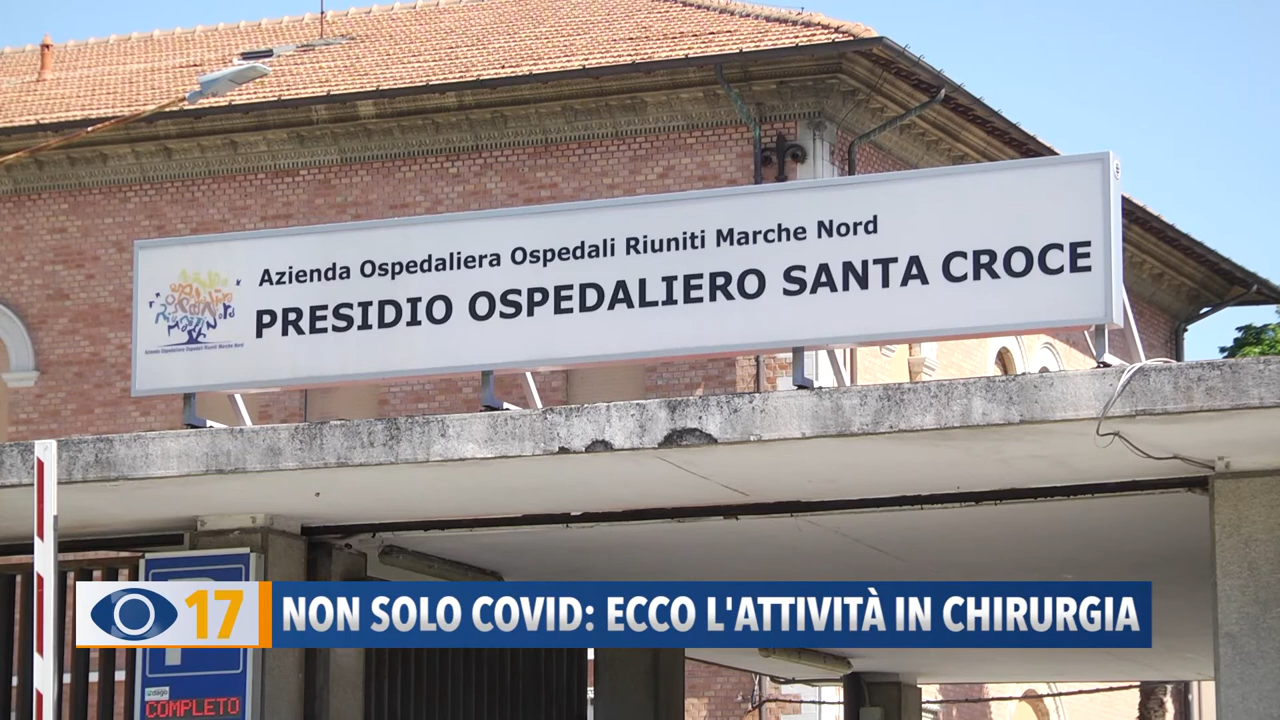 Azienda Ospedaliera Ospedali Riuniti Marche Nord
PRESIDIO OSPEDALIERO SANTA CROCE
Azienda Ospedaliera Ospedali Riuniti Marche Nord
17
NON SOLO COVID: ECCO L'ATTIVITÀ IN CHIRURGIA
P
dago
COMPLETO